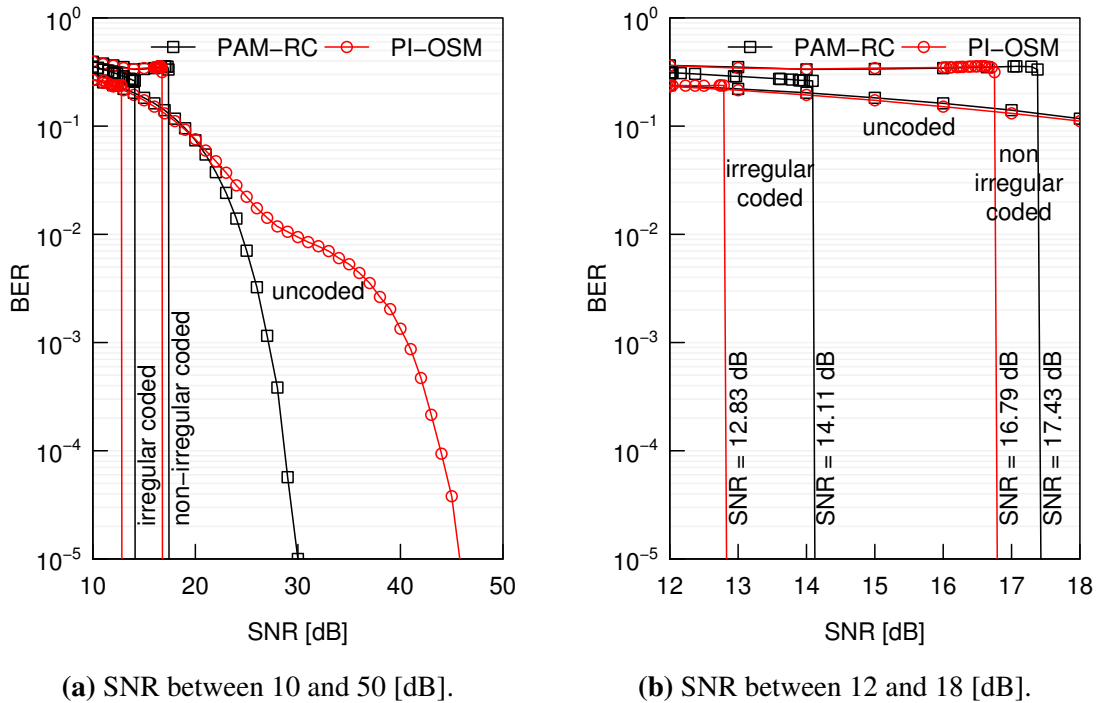 PAM-RC PI-OSM
10⁰
10⁻¹
10⁻²
10⁻³
10⁻⁴
10⁻⁵
BER
uncoded
irregular coded
non-irregular coded
10 20 30 40 50
SNR [dB]
(a) SNR between 10 and 50 [dB].
PAM-RC PI-OSM
10⁰
10⁻¹
10⁻²
10⁻³
10⁻⁴
10⁻⁵
BER
uncoded
irregular
coded
non
irregular
coded
SNR = 12.83 dB
SNR = 14.11 dB
SNR = 16.79 dB
SNR = 17.43 dB
12 13 14 15 16 17 18
SNR [dB]
(b) SNR between 12 and 18 [dB].